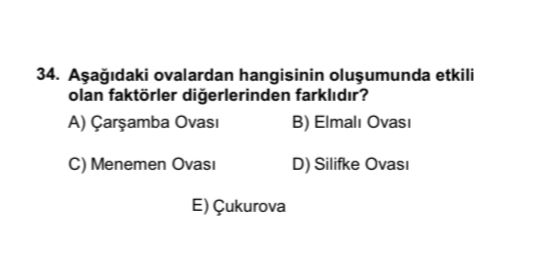 34. Aşağıdaki ovalardan hangisinin oluşumunda etkili
olan faktörler diğerlerinden farklıdır?
A) Çarşamba Ovası B) Elmalı Ovası
C) Menemen Ovası D) Silifke Ovası
E) Çukurova